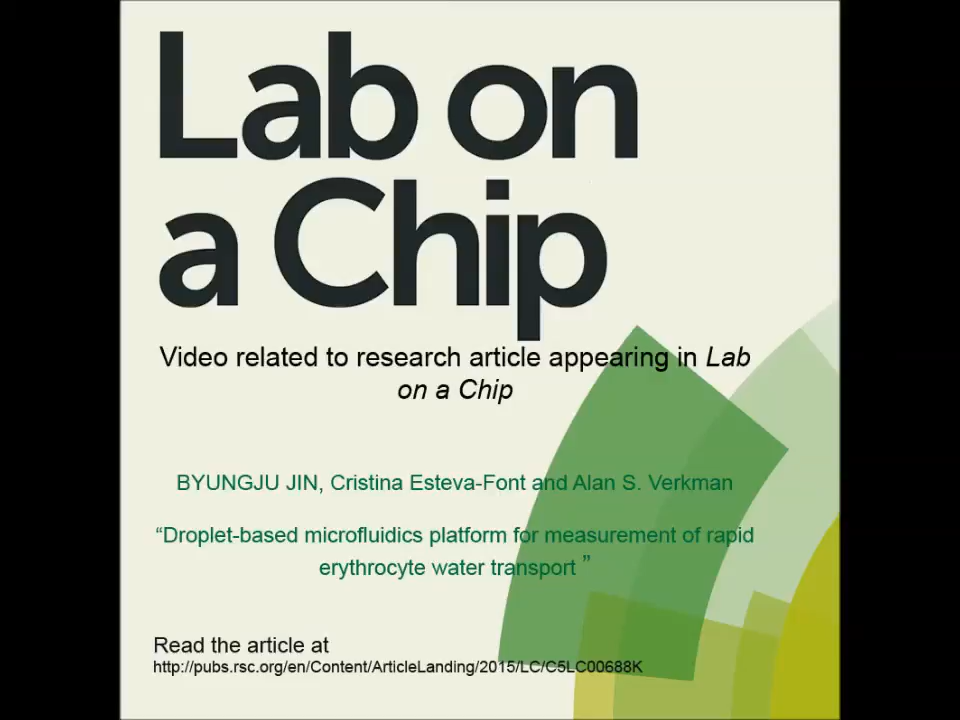 Lab on
a Chip
Video related to research article appearing in Lab
on a Chip
BYUNGJU JIN, Cristina Esteva-Font and Alan S. Verkman
“Droplet-based microfluidics platform for measurement of rapid
erythrocyte water transport ”
Read the article at
http://pubs.rsc.org/en/Content/ArticleLanding/2015/LC/C5LC00688K